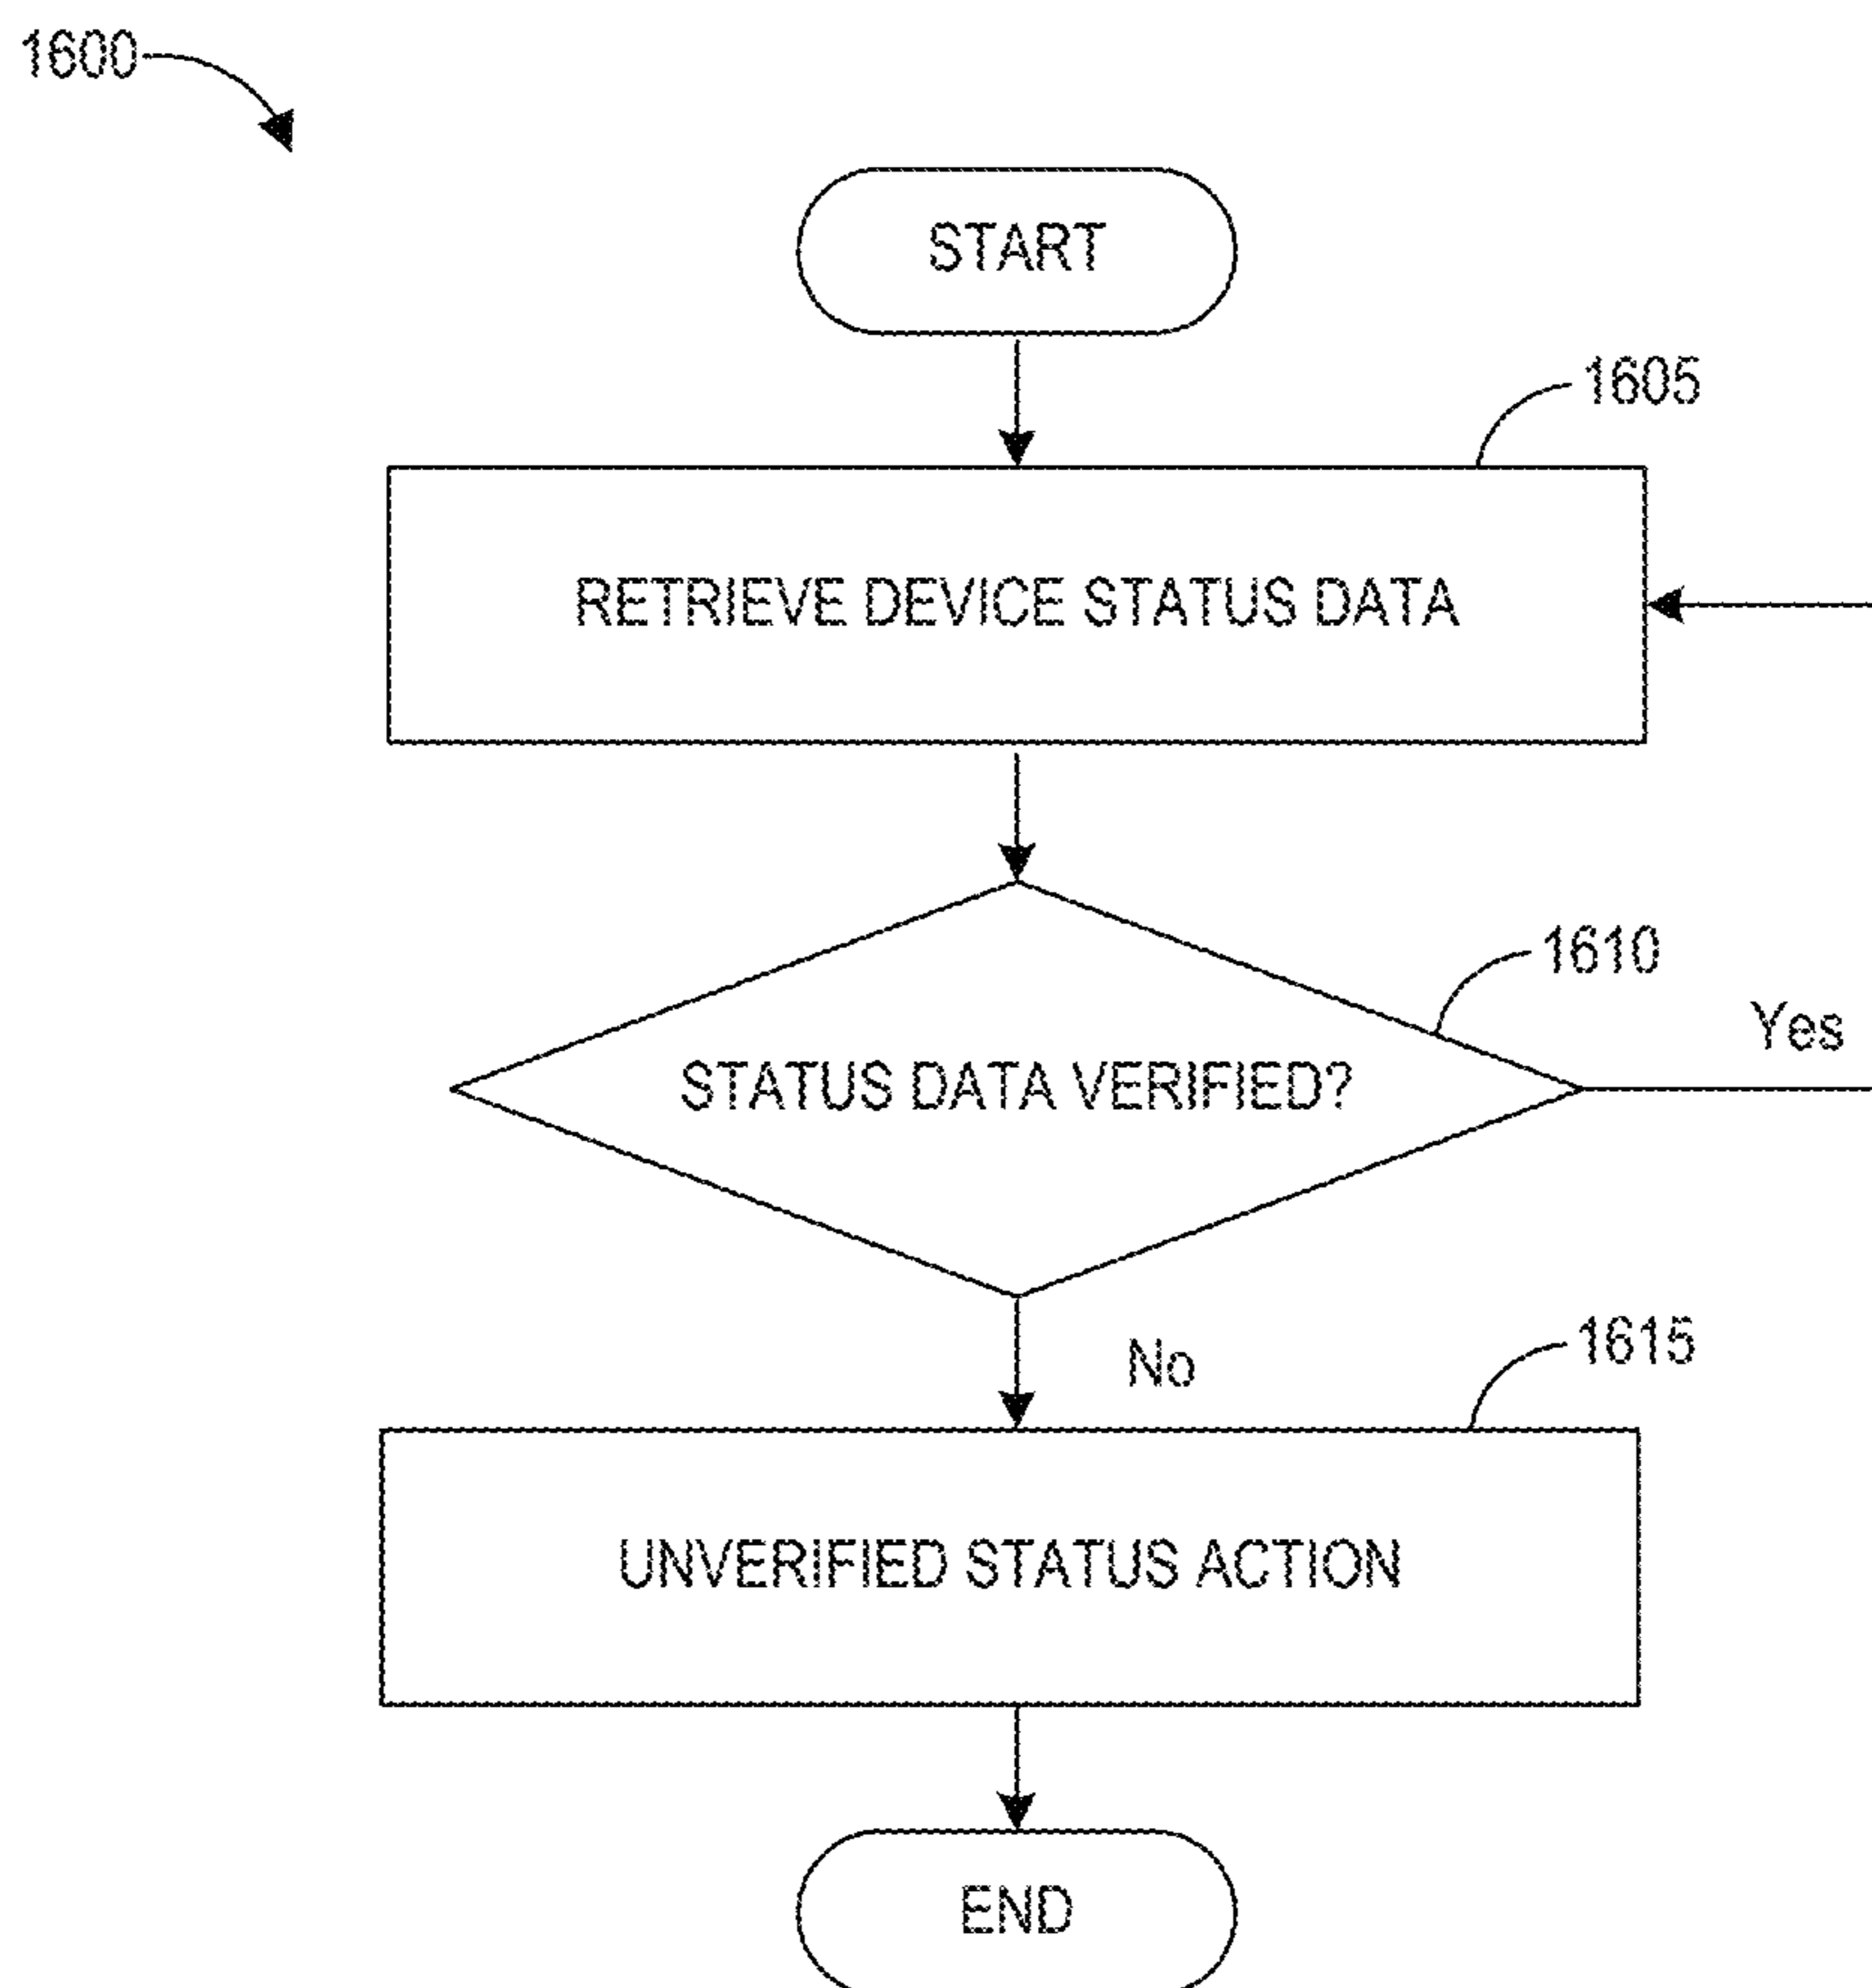 1600
START
1605
RETRIEVE DEVICE STATUS DATA
1610
Yes
STATUS DATA VERIFIED?
No
1615
UNVERIFIED STATUS ACTION
END